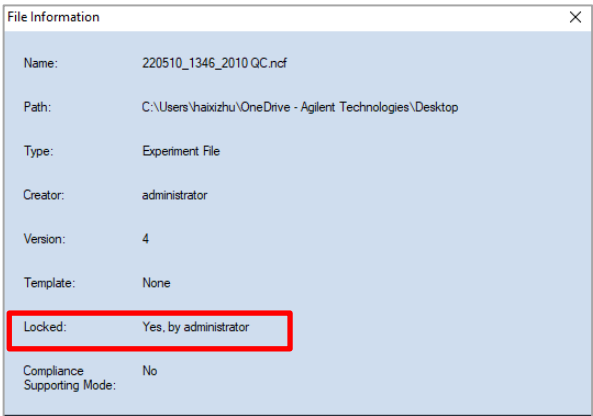 File Information
Name: 220510_1346_2010 QC.ncf
Path: C:\Users\haixizhu\OneDrive - Agilent Technologies\Desktop
Type: Experiment File
Creator: administrator
Version: 4
Template: None
Locked: Yes, by administrator
Compliance No
Supporting Mode: